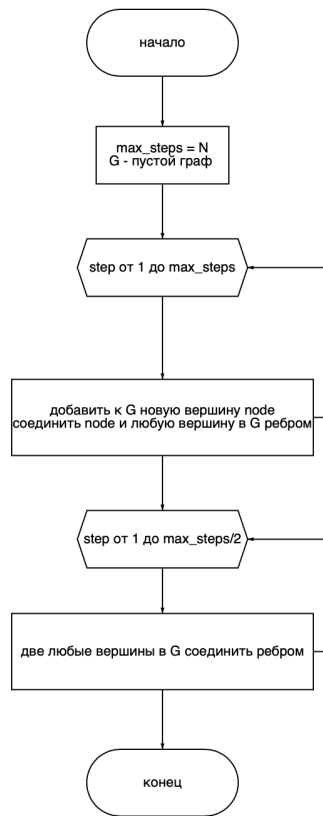 начало
max_steps = N
G - пустой граф
step от 1 до max_steps
добавить к G новую вершину node
соединить node и любую вершину в G ребром
step от 1 до max_steps/2
две любые вершины в G соединить ребром
конец